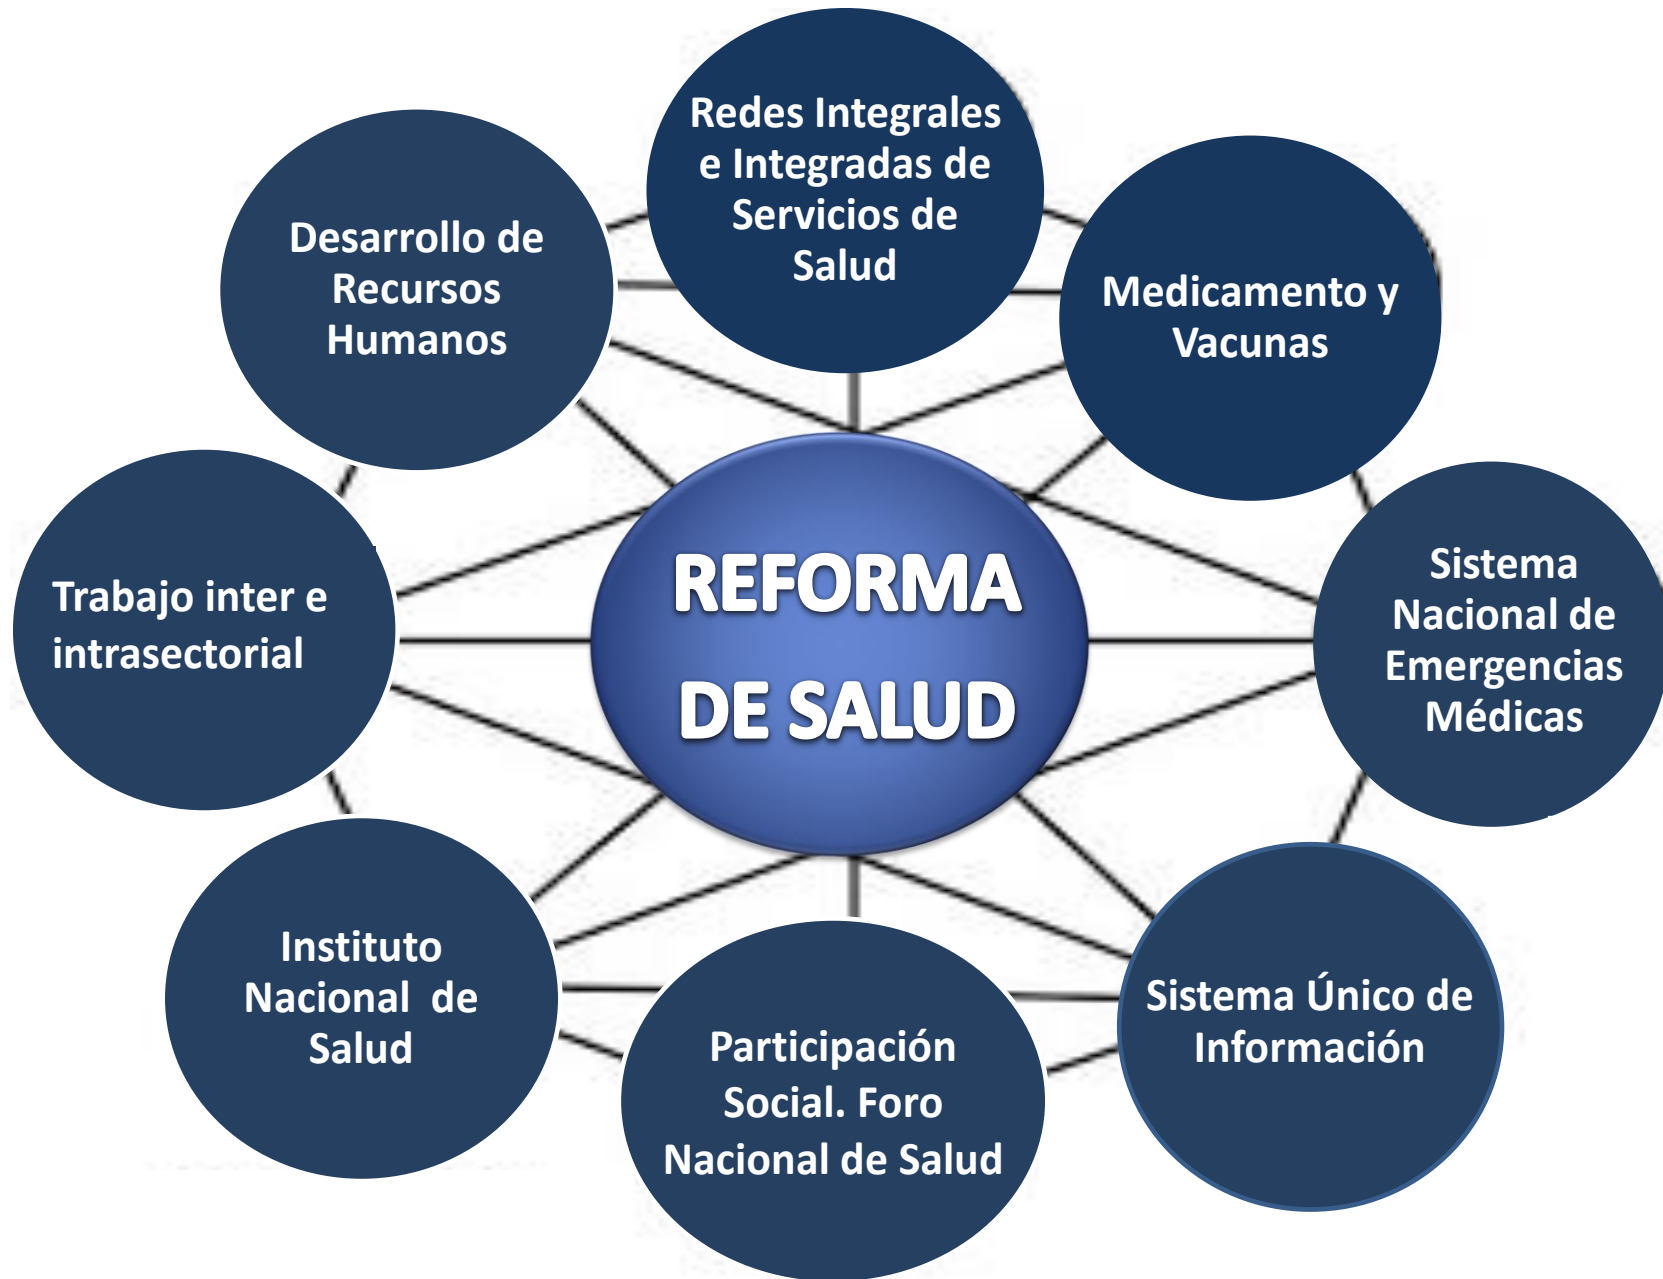 Redes Integrales
e Integradas de
Servicios de
Salud
Desarrollo de
Recursos
Humanos
Medicamento y
Vacunas
Trabajo inter e
intrasectorial
REFORMA
DE SALUD
Sistema
Nacional de
Emergencias
Médicas
Instituto
Nacional de
Salud
Participación
Social. Foro
Nacional de Salud
Sistema Único de
Información